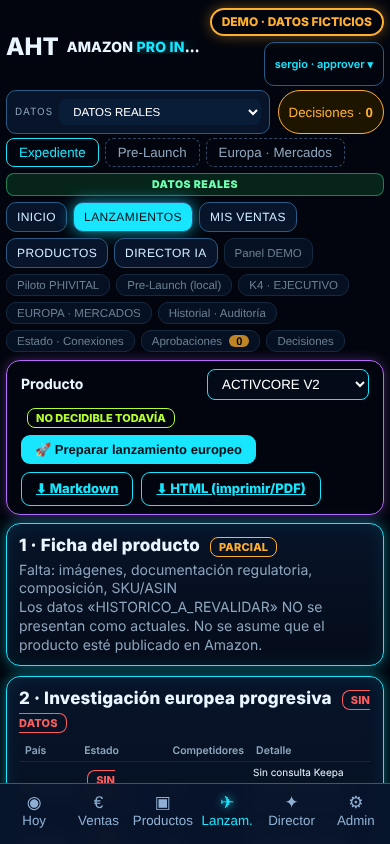 DEMO · DATOS FICTICIOS
AHT AMAZON PRO IN...
sergio · approver ▾
DATOS DATOS REALES
Decisiones · 0
Expediente Pre-Launch Europa · Mercados
DATOS REALES
INICIO LANZAMIENTOS MIS VENTAS
PRODUCTOS DIRECTOR IA Panel DEMO
Piloto PHIVITAL Pre-Launch (local) K4 · EJECUTIVO
EUROPA · MERCADOS Historial · Auditoría
Estado · Conexiones Aprobaciones 0 Decisiones
Producto ACTIVCORE V2
NO DECIDIBLE TODAVÍA
🚀 Preparar lanzamiento europeo
⬇ Markdown ⬇ HTML (imprimir/PDF)
1 · Ficha del producto PARCIAL
Falta: imágenes, documentación regulatoria,
composición, SKU/ASIN
Los datos «HISTORICO_A_REVALIDAR» NO se
presentan como actuales. No se asume que el
producto esté publicado en Amazon.
2 · Investigación europea progresiva SIN
DATOS
País Estado Competidores Detalle
Sin consulta Keepa
SIN
Hoy Ventas Productos Lanzam. Director Admin